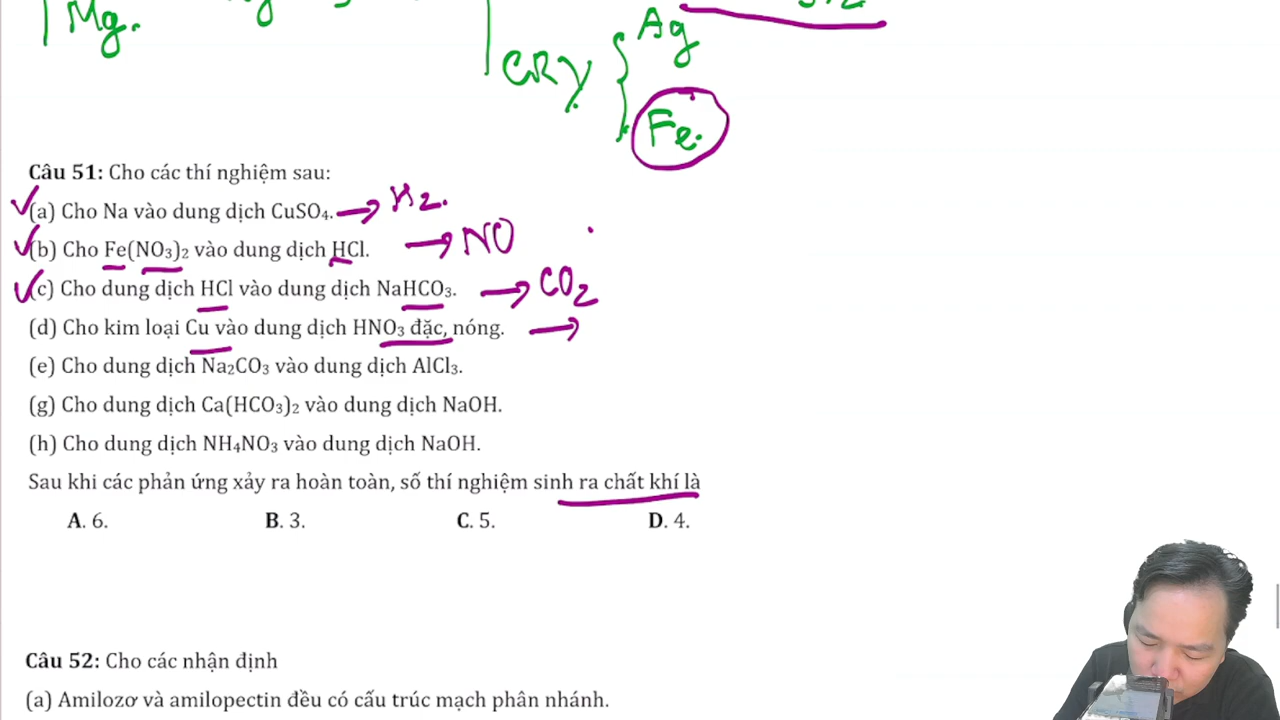 Mg.
Ag
CR Y
Fe.
Câu 51: Cho các thí nghiệm sau:
(a) Cho Na vào dung dịch CuSO₄. → H2.
(b) Cho Fe(NO₃)₂ vào dung dịch HCl. → NO
(c) Cho dung dịch HCl vào dung dịch NaHCO₃. → CO2
(d) Cho kim loại Cu vào dung dịch HNO₃ đặc, nóng. →
(e) Cho dung dịch Na₂CO₃ vào dung dịch AlCl₃.
(g) Cho dung dịch Ca(HCO₃)₂ vào dung dịch NaOH.
(h) Cho dung dịch NH₄NO₃ vào dung dịch NaOH.
Sau khi các phản ứng xảy ra hoàn toàn, số thí nghiệm sinh ra chất khí là
A. 6. B. 3. C. 5. D. 4.
Câu 52: Cho các nhận định
(a) Amilozơ và amilopectin đều có cấu trúc mạch phân nhánh.